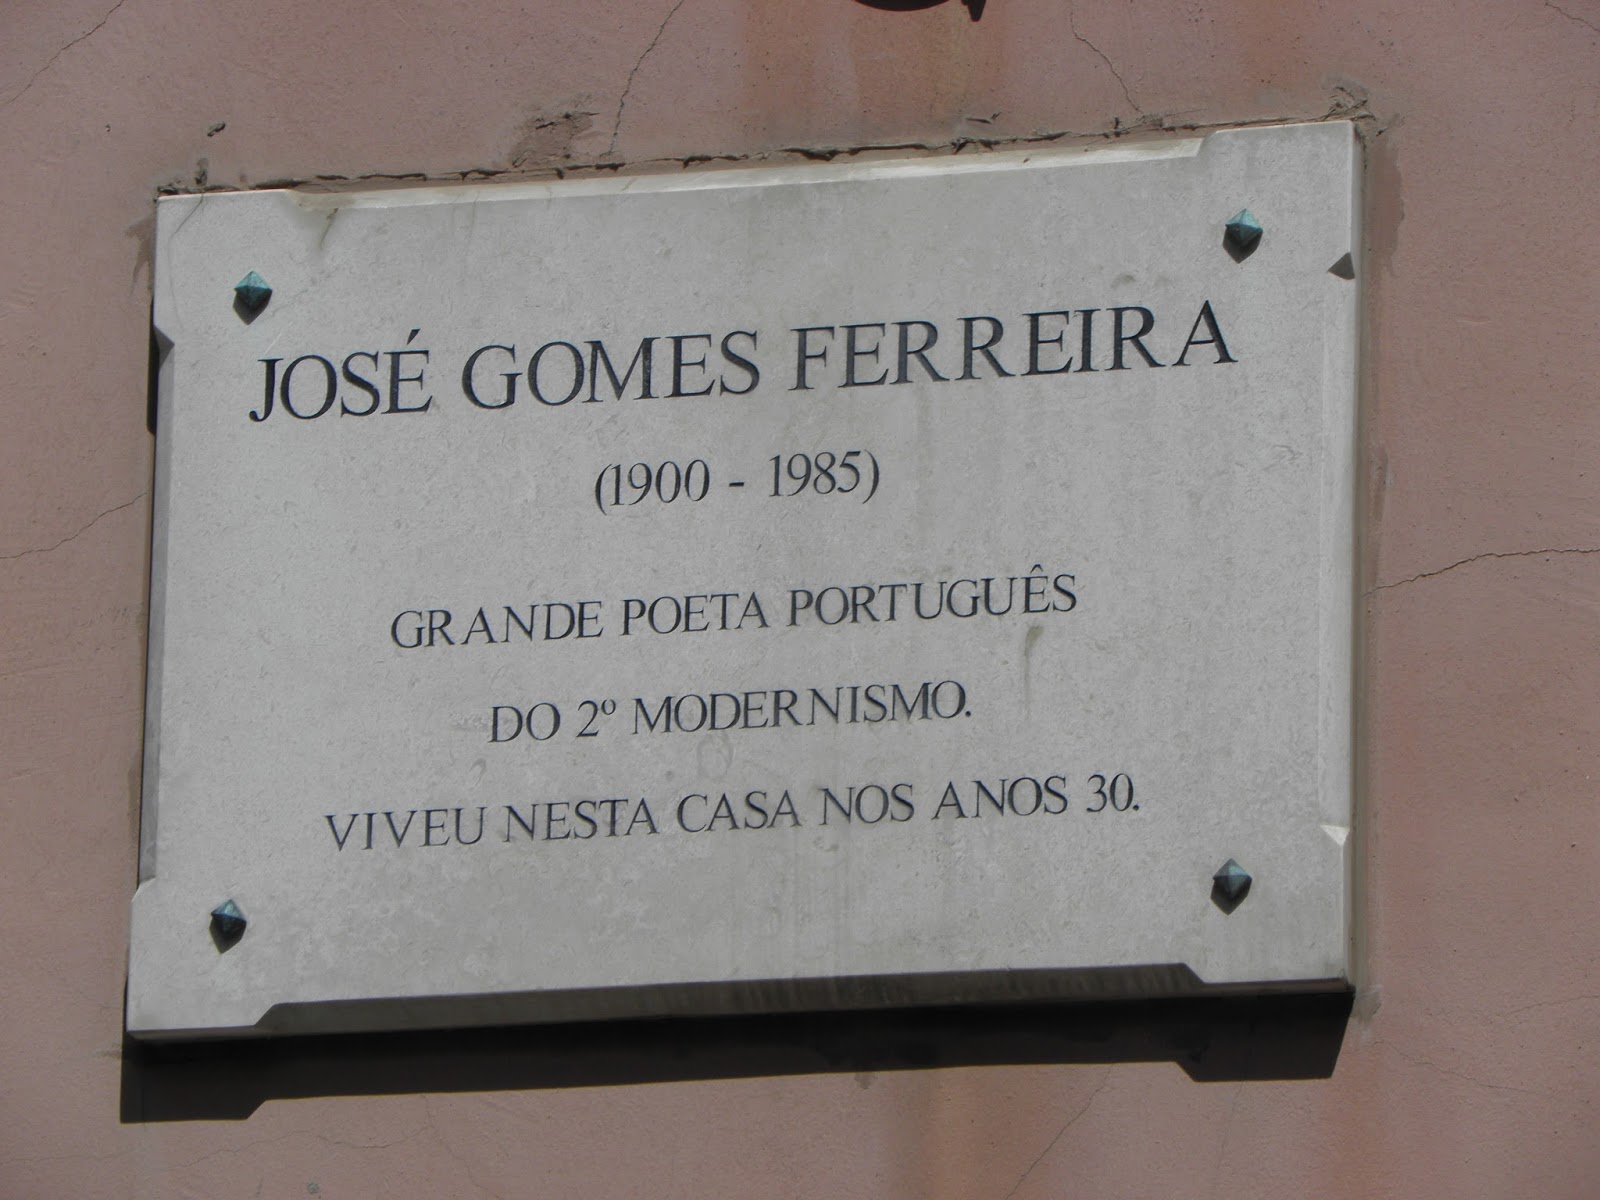 JOSÉ GOMES FERREIRA
(1900 - 1985)
GRANDE POETA PORTUGUÊS
DO 2º MODERNISMO.
VIVEU NESTA CASA NOS ANOS 30.